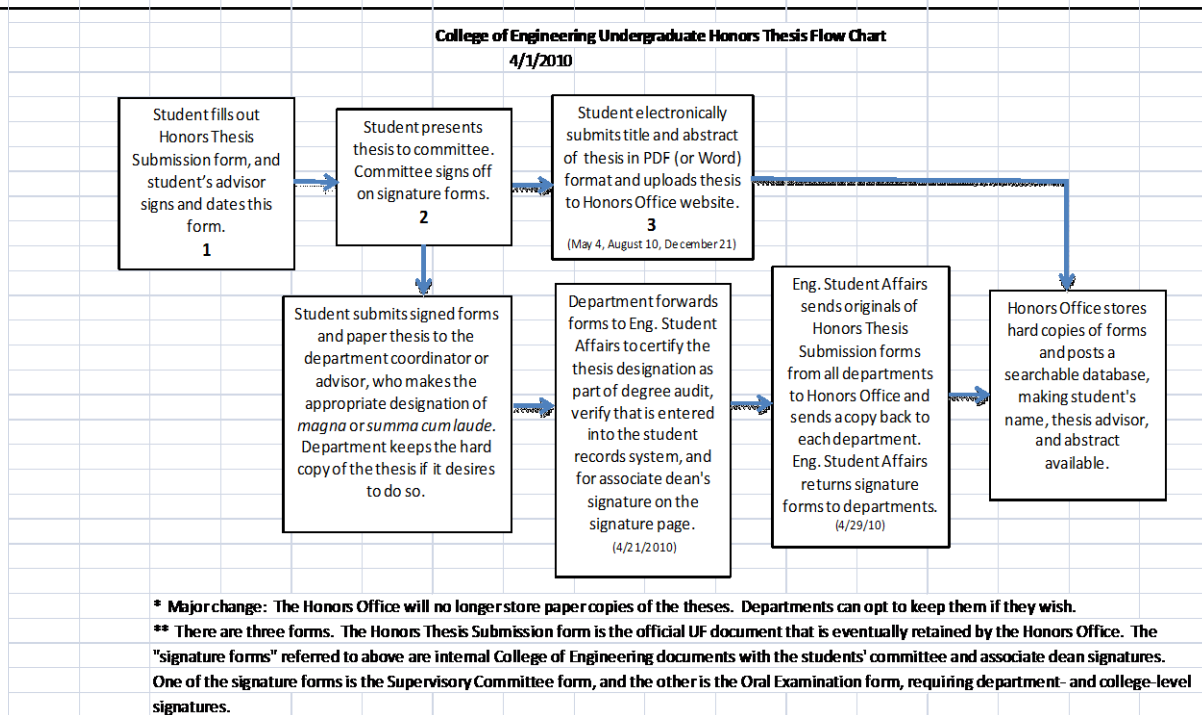 College of Engineering Undergraduate Honors Thesis Flow Chart
4/1/2010
Student fills out
Honors Thesis
Submission form, and
student's advisor
signs and dates this
form.
1
Student presents
thesis to committee.
Committee signs off
on signature forms.
2
Student electronically
submits title and abstract
of thesis in PDF (or Word)
format and uploads thesis
to Honors Office website.
3
(May 4, August 10, December 21)
Student submits signed forms
and paper thesis to the
department coordinator or
advisor, who makes the
appropriate designation of
magna or summa cum laude.
Department keeps the hard
copy of the thesis if it desires
to do so.
Department forwards
forms to Eng. Student
Affairs to certify the
thesis designation as
part of degree audit,
verify that is entered
into the student
records system, and
for associate dean's
signature on the
signature page.
(4/21/2010)
Eng. Student Affairs
sends originals of
Honors Thesis
Submission forms
from all departments
to Honors Office and
sends a copy back to
each department.
Eng. Student Affairs
returns signature
forms to departments.
(4/29/10)
Honors Office stores
hard copies of forms
and posts a
searchable database,
making student's
name, thesis advisor,
and abstract
available.
* Major change: The Honors Office will no longer store paper copies of the theses. Departments can opt to keep them if they wish.
** There are three forms. The Honors Thesis Submission form is the official UF document that is eventually retained by the Honors Office. The
"signature forms" referred to above are internal College of Engineering documents with the students' committee and associate dean signatures.
One of the signature forms is the Supervisory Committee form, and the other is the Oral Examination form, requiring department- and college-level
signatures.